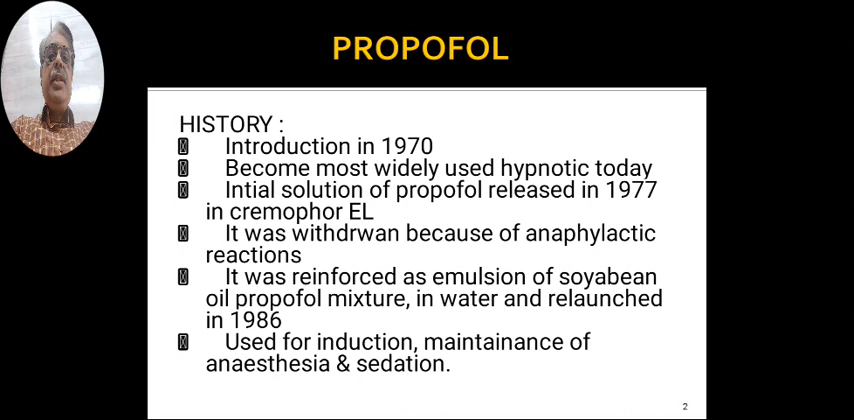 PROPOFOL
HISTORY :
Introduction in 1970
Become most widely used hypnotic today
Intial solution of propofol released in 1977
in cremophor EL
It was withdrwan because of anaphylactic
reactions
It was reinforced as emulsion of soyabean
oil propofol mixture, in water and relaunched
in 1986
Used for induction, maintainance of
anaesthesia & sedation.
2